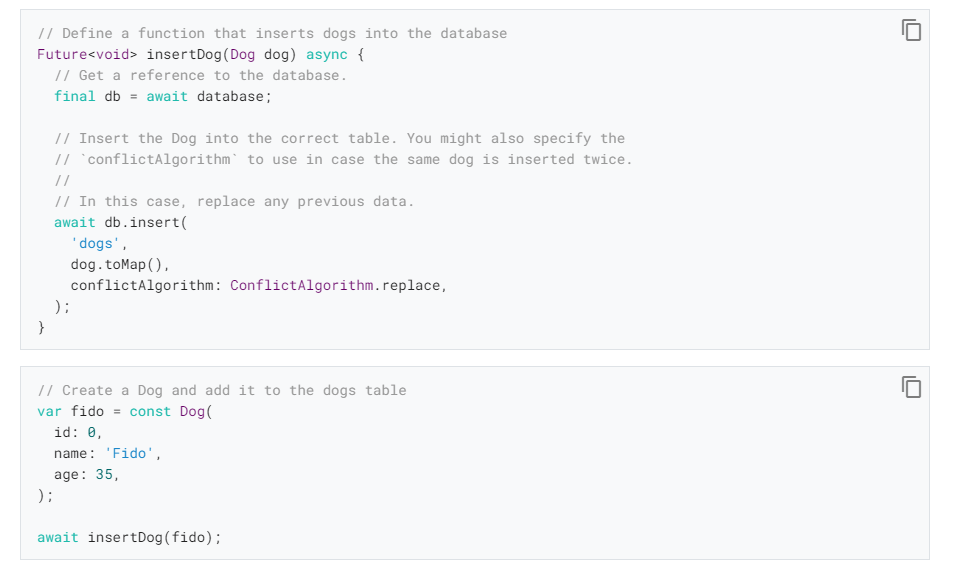 // Define a function that inserts dogs into the database
Future<void> insertDog(Dog dog) async {
  // Get a reference to the database.
  final db = await database;

  // Insert the Dog into the correct table. You might also specify the
  // `conflictAlgorithm` to use in case the same dog is inserted twice.
  //
  // In this case, replace any previous data.
  await db.insert(
    'dogs',
    dog.toMap(),
    conflictAlgorithm: ConflictAlgorithm.replace,
  );
}

// Create a Dog and add it to the dogs table
var fido = const Dog(
  id: 0,
  name: 'Fido',
  age: 35,
);

await insertDog(fido);